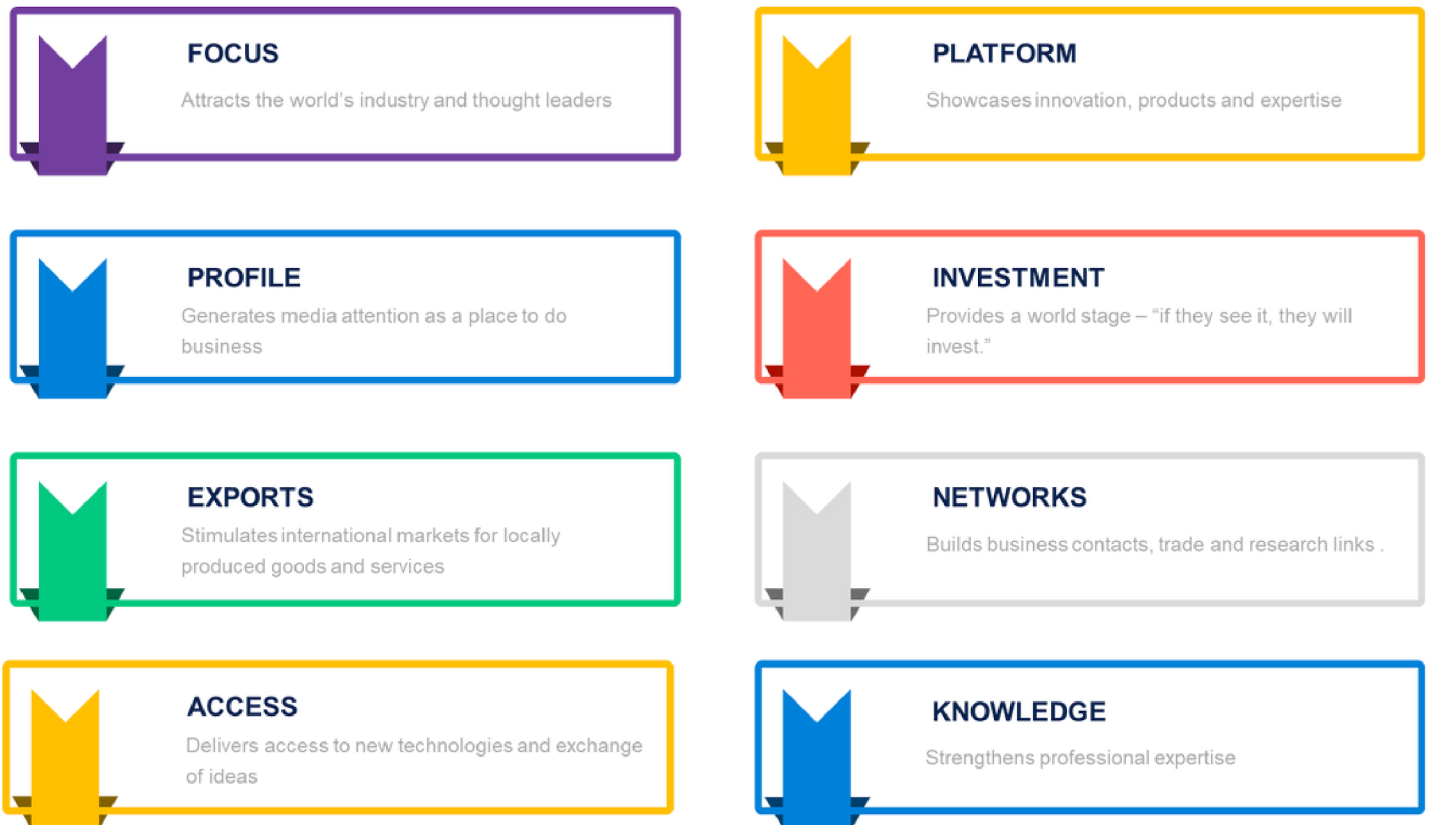 FOCUS
Attracts the world’s industry and thought leaders
PLATFORM
Showcases innovation, products and expertise
PROFILE
Generates media attention as a place to do
business
INVESTMENT
Provides a world stage – “if they see it, they will
invest.”
EXPORTS
Stimulates international markets for locally
produced goods and services
NETWORKS
Builds business contacts, trade and research links .
ACCESS
Delivers access to new technologies and exchange
of ideas
KNOWLEDGE
Strengthens professional expertise